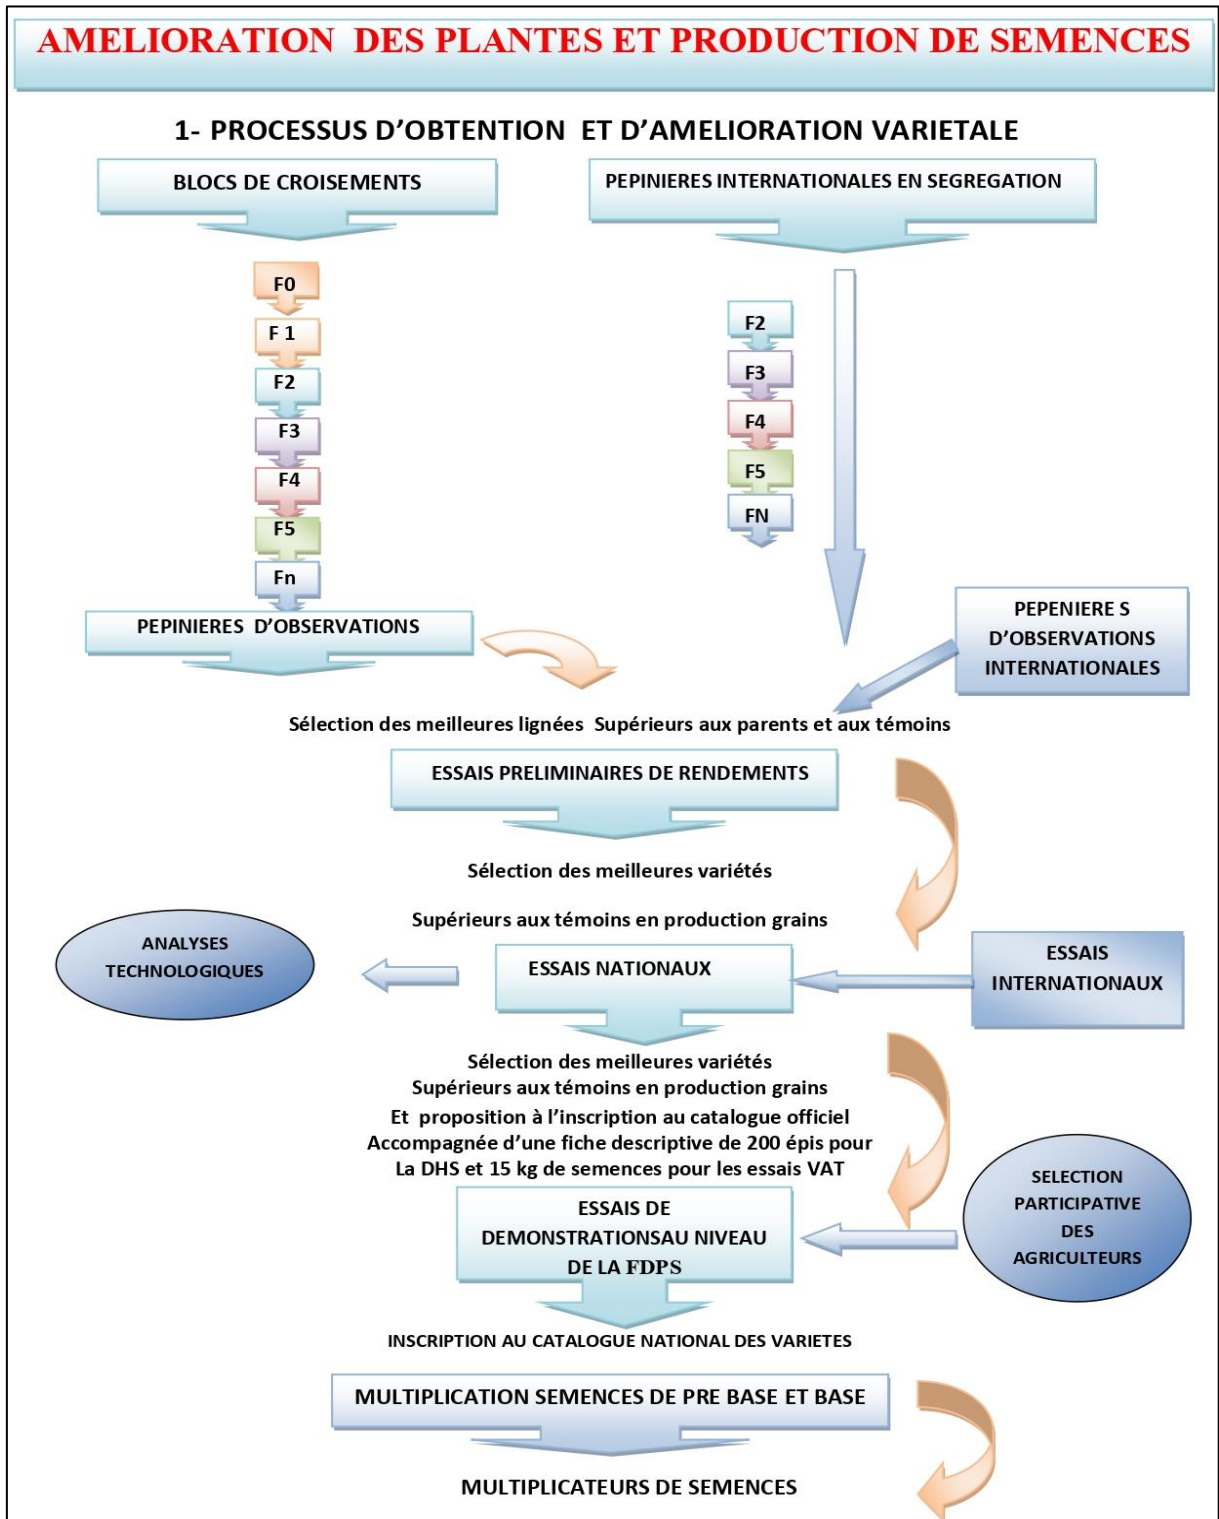 AMELIORATION DES PLANTES ET PRODUCTION DE SEMENCES
1- PROCESSUS D’OBTENTION ET D’AMELIORATION VARIETALE
BLOCS DE CROISEMENTS
PEPINIERES INTERNATIONALES EN SEGREGATION
F0
F 1
F2
F3
F4
F5
Fn
F2
F3
F4
F5
FN
PEPINIERES D’OBSERVATIONS
PEPENIERE S
D’OBSERVATIONS
INTERNATIONALES
Sélection des meilleures lignées Supérieurs aux parents et aux témoins
ESSAIS PRELIMINAIRES DE RENDEMENTS
Sélection des meilleures variétés
Supérieurs aux témoins en production grains
ANALYSES
TECHNOLOGIQUES
ESSAIS NATIONAUX
ESSAIS
INTERNATIONAUX
Sélection des meilleures variétés
Supérieurs aux témoins en production grains
Et proposition à l’inscription au catalogue officiel
Accompagnée d’une fiche descriptive de 200 épis pour
La DHS et 15 kg de semences pour les essais VAT
ESSAIS DE
DEMONSTRATIONSAU NIVEAU
DE LA FDPS
SELECTION
PARTICIPATIVE
DES
AGRICULTEURS
INSCRIPTION AU CATALOGUE NATIONAL DES VARIETES
MULTIPLICATION SEMENCES DE PRE BASE ET BASE
MULTIPLICATEURS DE SEMENCES